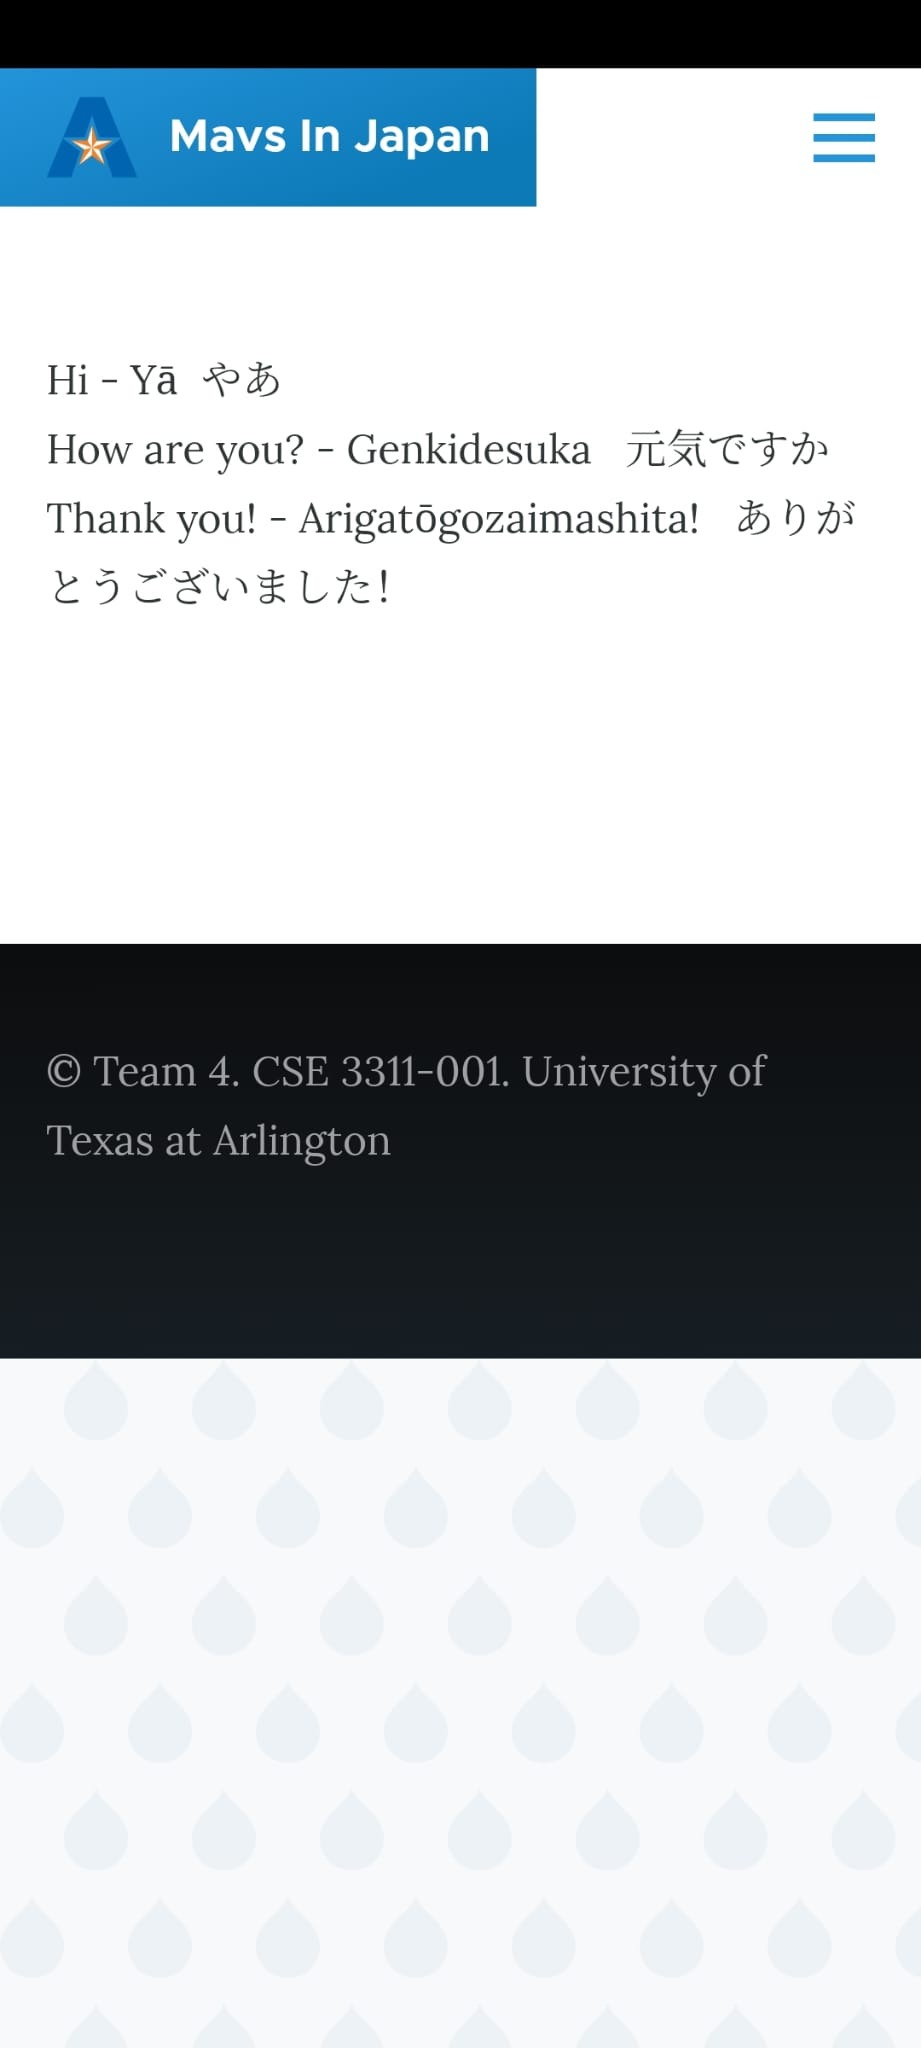 Mavs In Japan
Hi - Yā やあ
How are you? - Genkidesuka 元気ですか
Thank you! - Arigatōgozaimashita! ありが
とうございました!
© Team 4. CSE 3311-001. University of
Texas at Arlington